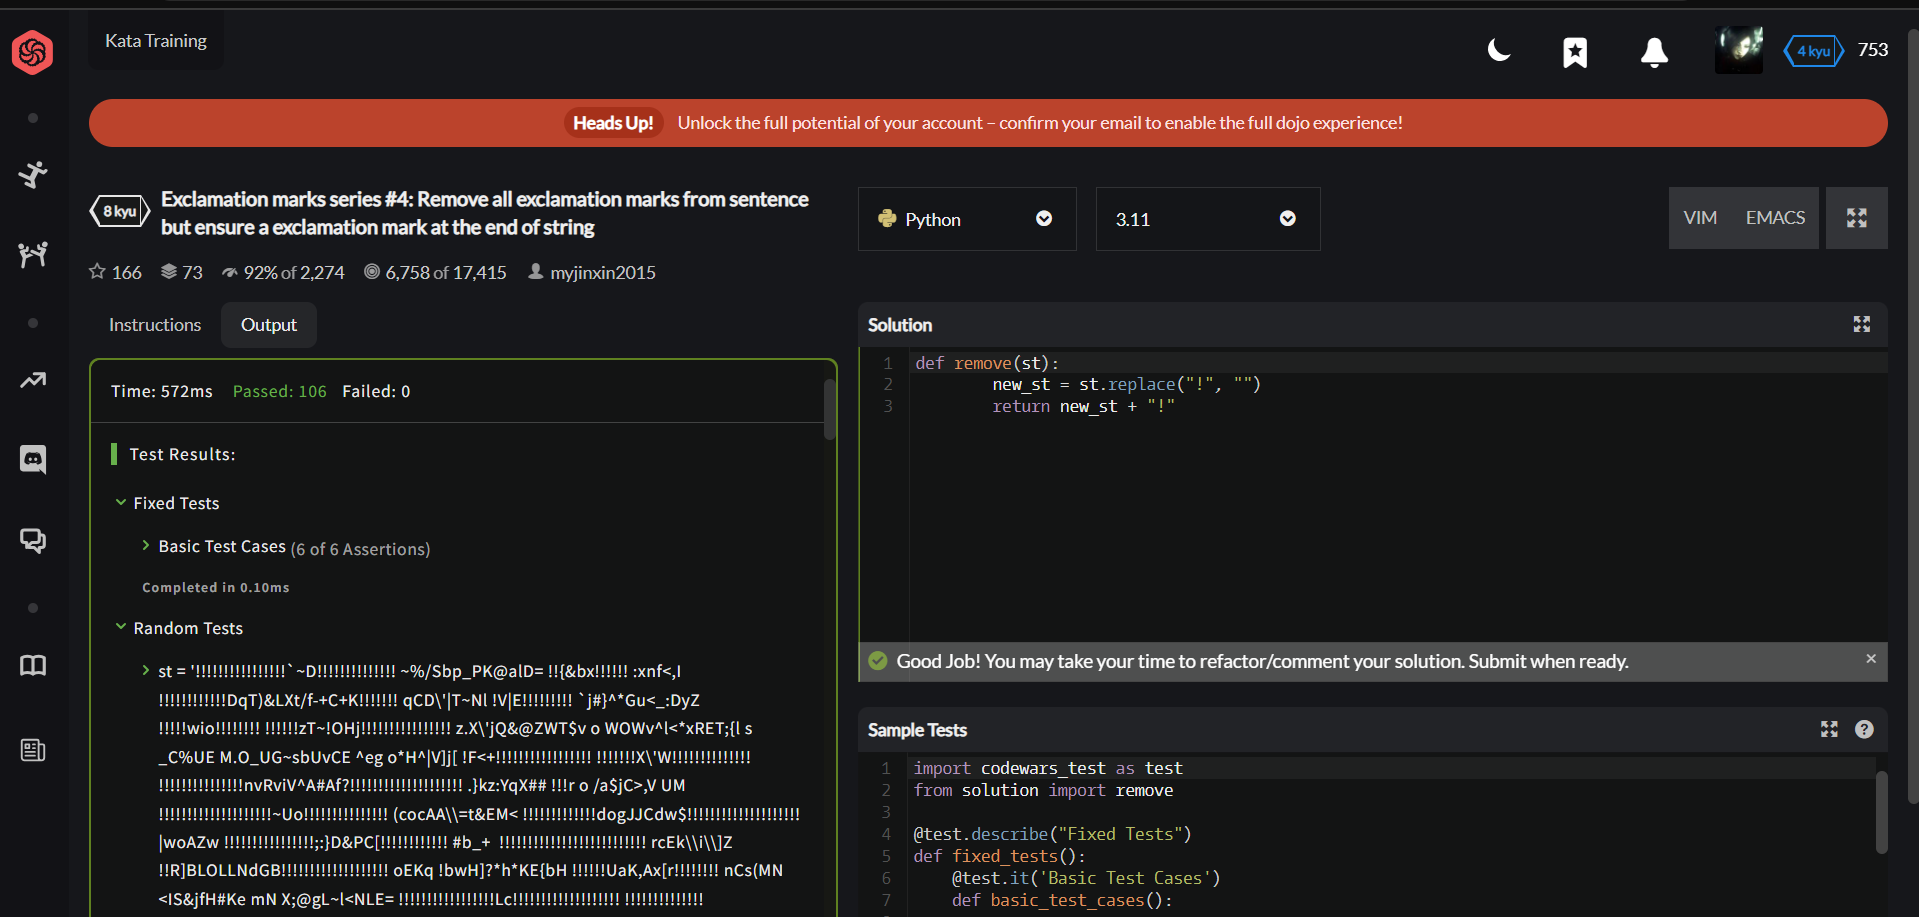 Kata Training
4 kyu 753
Heads Up! Unlock the full potential of your account – confirm your email to enable the full dojo experience!
8 kyu
Exclamation marks series #4: Remove all exclamation marks from sentence
but ensure a exclamation mark at the end of string
166 73 92% of 2,274 6,758 of 17,415 myjinxin2015
Python
3.11
VIM EMACS
Instructions Output
Time: 572ms Passed: 106 Failed: 0
Test Results:
Fixed Tests
Basic Test Cases (6 of 6 Assertions)
Completed in 0.10ms
Random Tests
st = '!!!!!!!!!!!!!!!!`~D!!!!!!!!!!!!!! ~%/Sbp_PK@alD= !!{&bx!!!!!! :xnf<,I
!!!!!!!!!!!!DqT)&LXt/f-+C+K!!!!!!! qCD\'|T~Nl !V|E!!!!!!!!! `j#}^*Gu<_:DyZ
!!!!!wio!!!!!!!! !!!!!!zT~!OHj!!!!!!!!!!!!!!!! z.X\'jQ&@ZWT$v o WOWv^l<*xRET;{l s
_C%UE M.O_UG~sbUvCE ^eg o*H^|V]j[ !F<+!!!!!!!!!!!!!!!!! !!!!!!!X\'W!!!!!!!!!!!!!!
!!!!!!!!!!!!!!!nvRviV^A#Af?!!!!!!!!!!!!!!!!!!!! .}kz:YqX## !!!r o /a$jC>,V UM
!!!!!!!!!!!!!!!!!!!!~Uo!!!!!!!!!!!!!!! (cocAA\\=t&EM< !!!!!!!!!!!!!dogJJCdw$!!!!!!!!!!!!!!!!!!!!
|woAZw !!!!!!!!!!!!!!!!;:}D&PC[!!!!!!!!!!!! #b_+ !!!!!!!!!!!!!!!!!!!!!!!!!! rcEk\\i\\]Z
!!R]BLOLLNdGB!!!!!!!!!!!!!!!!!!! oEKq !bwH]?*h*KE{bH !!!!!!UaK,Ax[r!!!!!!!! nCs(MN
<IS&jfH#Ke mN X;@gL~l<NLE= !!!!!!!!!!!!!!!!!Lc!!!!!!!!!!!!!!!!!!! !!!!!!!!!!!!!!
Solution
1 def remove(st):
2 new_st = st.replace("!", "")
3 return new_st + "!"
Good Job! You may take your time to refactor/comment your solution. Submit when ready.
Sample Tests
1 import codewars_test as test
2 from solution import remove
3
4 @test.describe("Fixed Tests")
5 def fixed_tests():
6 @test.it('Basic Test Cases')
7 def basic_test_cases():